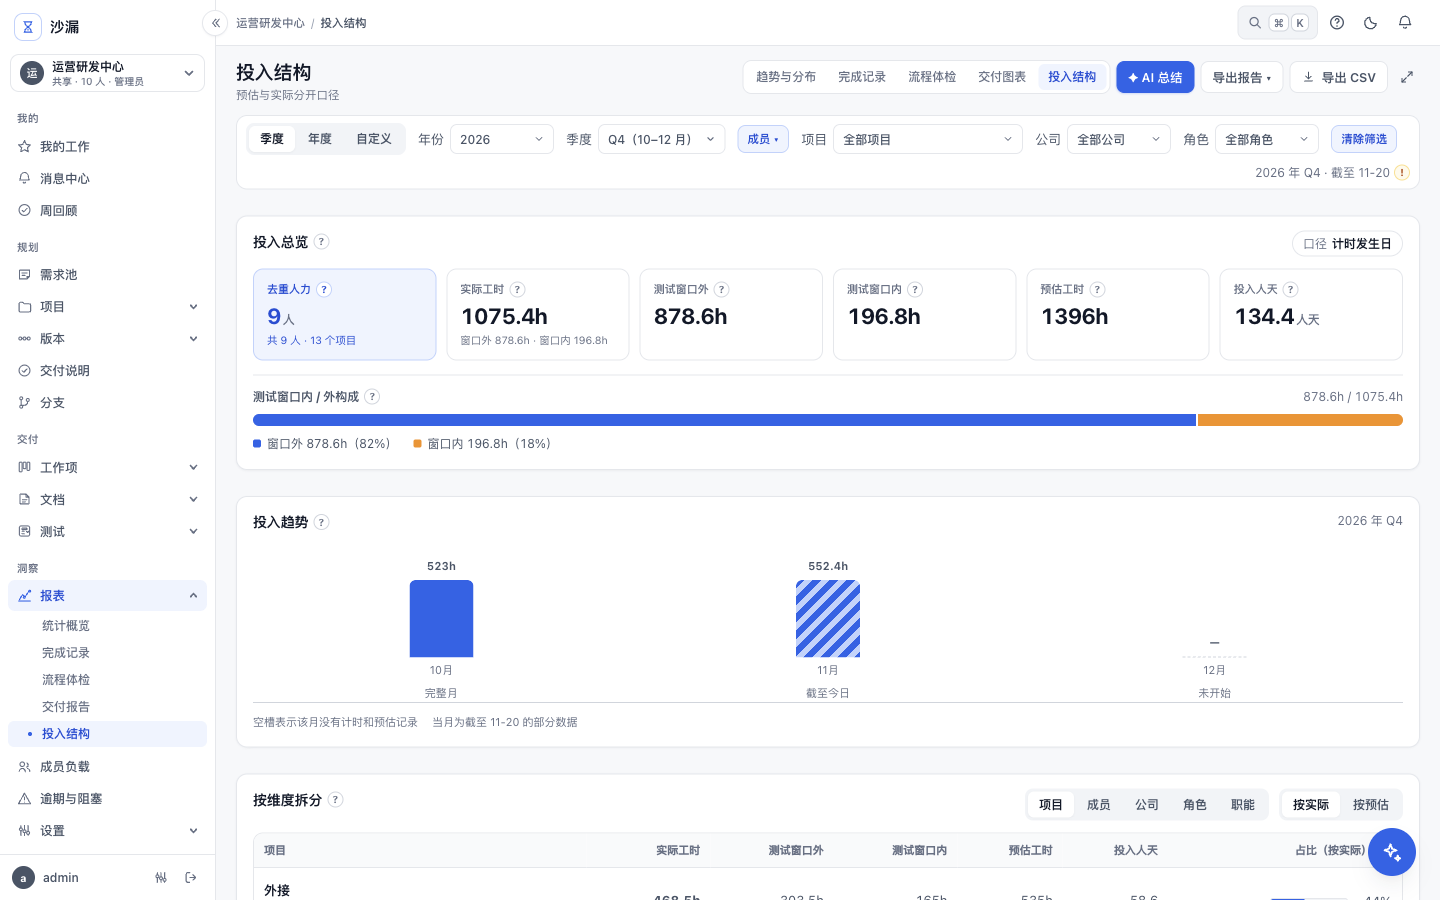 沙漏
运营研发中心 / 投入结构
⌘ K
运 运营研发中心
共享 · 10 人 · 管理员
我的
我的工作
消息中心
周回顾
规划
需求池
项目
版本
交付说明
分支
交付
工作项
文档
测试
洞察
报表
统计概览
完成记录
流程体检
交付报告
投入结构
成员负载
逾期与阻塞
设置
a admin
投入结构
预估与实际分开口径
趋势与分布 完成记录 流程体检 交付图表 投入结构 AI 总结 导出报告 导出 CSV
季度 年度 自定义 年份 2026 季度 Q4（10–12 月） 成员 项目 全部项目 公司 全部公司 角色 全部角色 清除筛选
2026 年 Q4 · 截至 11-20 !
投入总览 ?
口径 计时发生日
去重人力 ?
9 人
共 9 人 · 13 个项目
实际工时 ?
1075.4h
窗口外 878.6h · 窗口内 196.8h
测试窗口外 ?
878.6h
测试窗口内 ?
196.8h
预估工时 ?
1396h
投入人天 ?
134.4 人天
测试窗口内 / 外构成 ?
878.6h / 1075.4h
窗口外 878.6h（82%） 窗口内 196.8h（18%）
投入趋势 ?
2026 年 Q4
523h 552.4h —
10月 11月 12月
完整月 截至今日 未开始
空槽表示该月没有计时和预估记录 当月为截至 11-20 的部分数据
按维度拆分 ?
项目 成员 公司 角色 职能 按实际 按预估
项目 实际工时 测试窗口外 测试窗口内 预估工时 投入人天 占比（按实际）
外接 468.5h 303.5h 165h 535h 58.6 44%